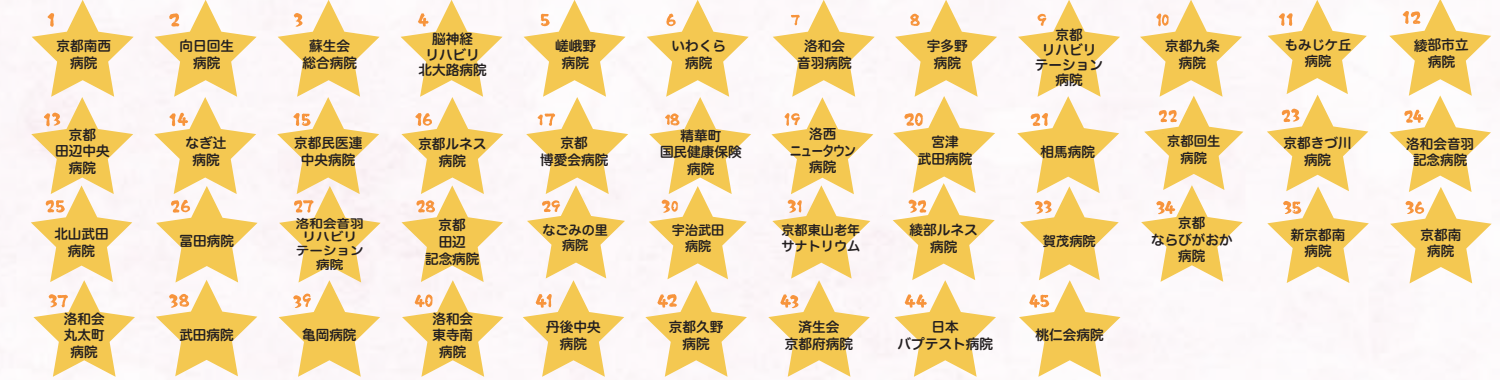 1
京都南西
病院
2
向日回生
病院
3
蘇生会
総合病院
4
脳神経
リハビリ
北大路病院
5
嵯峨野
病院
6
いわくら
病院
7
洛和会
音羽病院
8
宇多野
病院
9
京都
リハビリ
テーション
病院
10
京都九条
病院
11
もみじケ丘
病院
12
綾部市立
病院
13
京都
田辺中央
病院
14
なぎ辻
病院
15
京都民医連
中央病院
16
京都ルネス
病院
17
京都
博愛会病院
18
精華町
国民健康保険
病院
19
洛西
ニュータウン
病院
20
宮津
武田病院
21
相馬病院
22
京都回生
病院
23
京都きづ川
病院
24
洛和会音羽
記念病院
25
北山武田
病院
26
冨田病院
27
洛和会音羽
リハビリ
テーション
病院
28
京都
田辺
記念病院
29
なごみの里
病院
30
宇治武田
病院
31
京都東山老年
サナトリウム
32
綾部ルネス
病院
33
賀茂病院
34
京都
ならびがおか
病院
35
新京都南
病院
36
京都南
病院
37
洛和会
丸太町
病院
38
武田病院
39
亀岡病院
40
洛和会
東寺南
病院
41
丹後中央
病院
42
京都久野
病院
43
済生会
京都府病院
44
日本
バプテスト病院
45
桃仁会病院